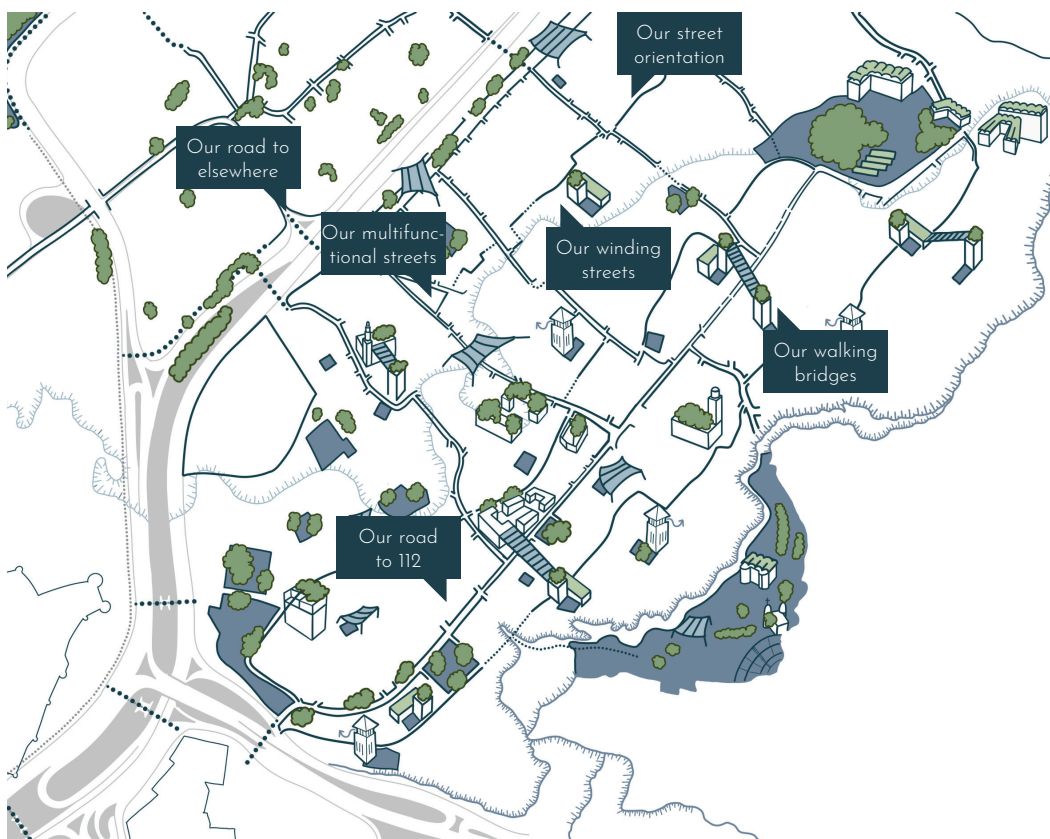 Our street
orientation
Our road to
elsewhere
Our multifunc-
tional streets
Our winding
streets
Our walking
bridges
Our road
to 112